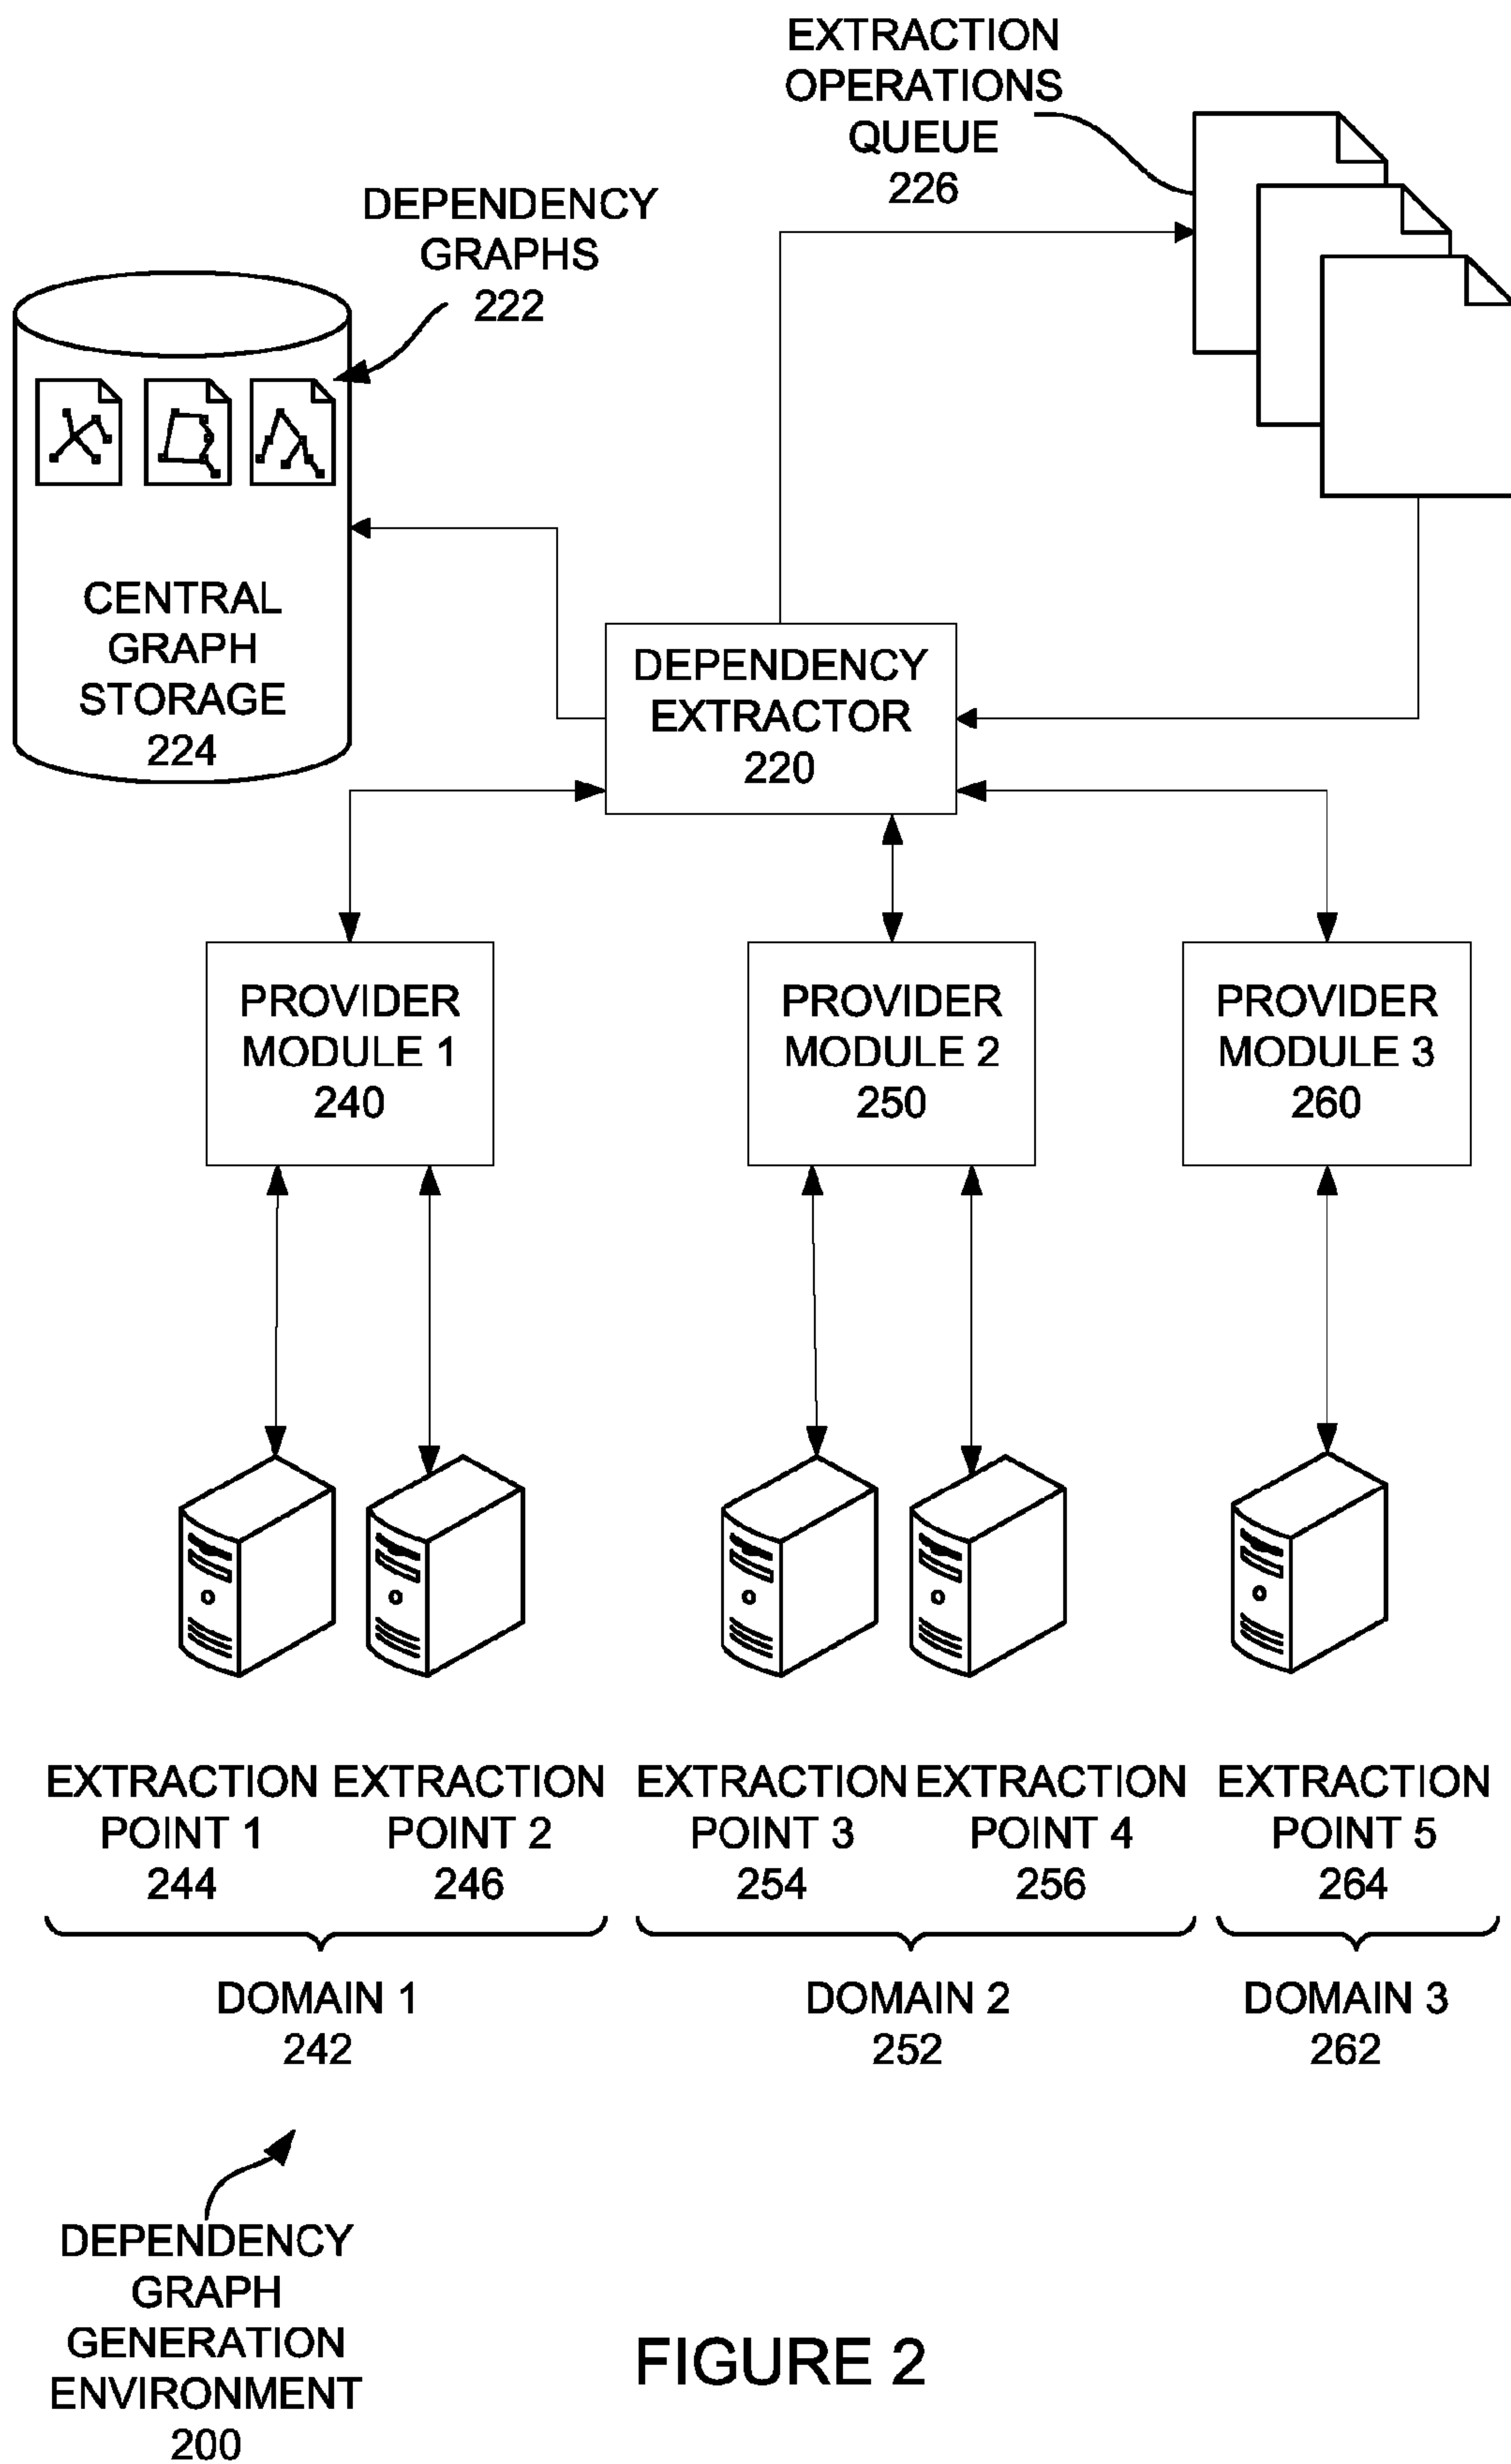 EXTRACTION
OPERATIONS
QUEUE
226
DEPENDENCY
GRAPHS
222
CENTRAL
GRAPH
STORAGE
224
DEPENDENCY
EXTRACTOR
220
PROVIDER
MODULE 1
240
PROVIDER
MODULE 2
250
PROVIDER
MODULE 3
260
EXTRACTION
POINT 1
244
EXTRACTION
POINT 2
246
EXTRACTION
POINT 3
254
EXTRACTION
POINT 4
256
EXTRACTION
POINT 5
264
DOMAIN 1
242
DOMAIN 2
252
DOMAIN 3
262
DEPENDENCY
GRAPH
GENERATION
ENVIRONMENT
200
FIGURE 2